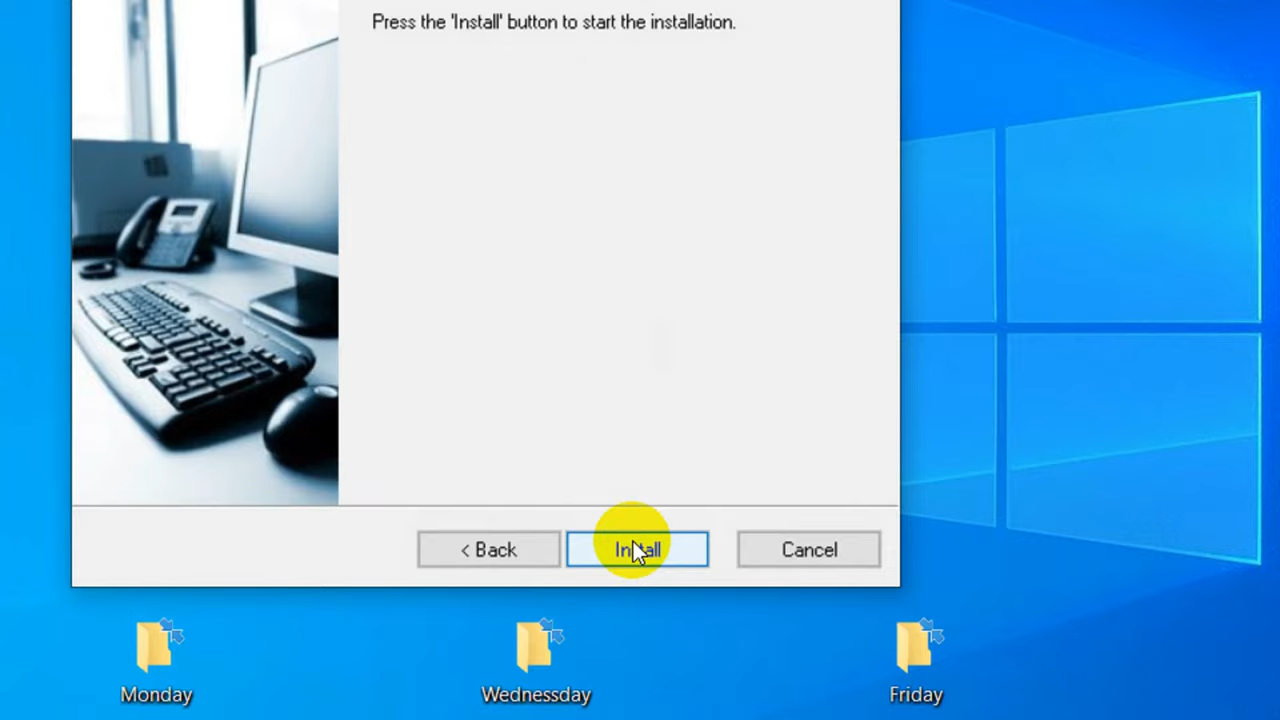 Press the 'Install' button to start the installation.
< Back
Install
Cancel
Monday
Wednessday
Friday